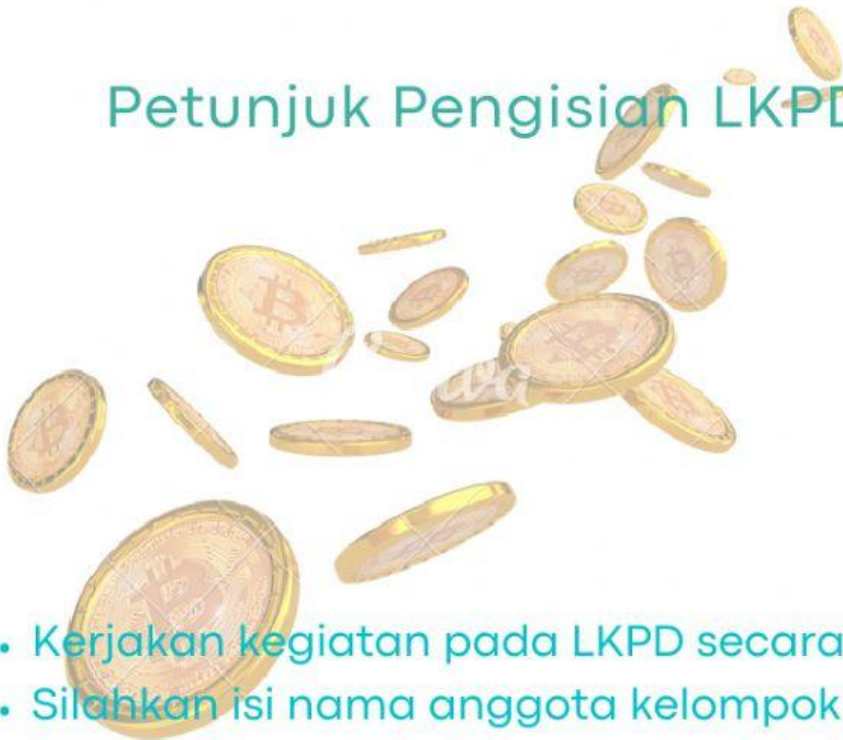 Petunjuk Pengisian LKPD
• Kerjakan kegiatan pada LKPD secara
• Silahkan isi nama anggota kelompok